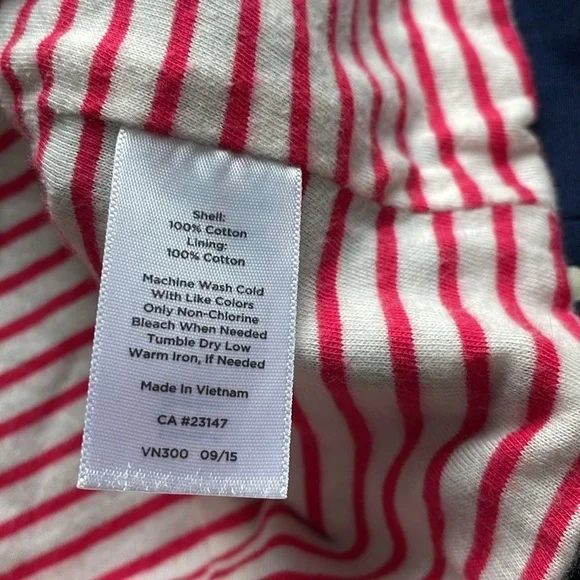 Shell:
100% Cotton
Lining:
100% Cotton
Machine Wash Cold
With Like Colors
Only Non-Chlorine
Bleach When Needed
Tumble Dry Low
Warm Iron, If Needed
Made In Vietnam
CA #23147
VN300 09/15